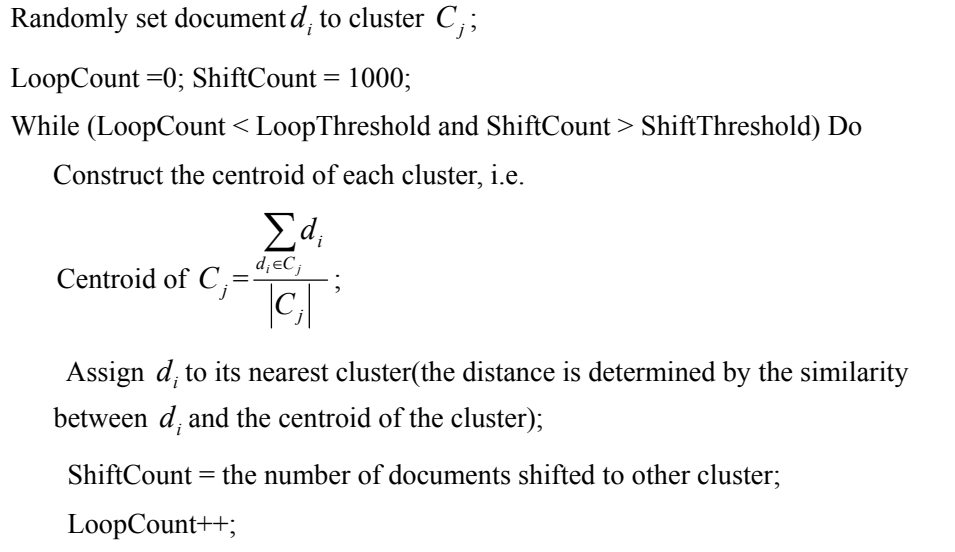 Randomly set document d_i to cluster C_j;
LoopCount =0; ShiftCount = 1000;
While (LoopCount < LoopThreshold and ShiftCount > ShiftThreshold) Do
Construct the centroid of each cluster, i.e.
Centroid of C_j = \frac{\sum_{d_i \in C_j} d_i}{|C_j|};
Assign d_i to its nearest cluster(the distance is determined by the similarity
between d_i and the centroid of the cluster);
ShiftCount = the number of documents shifted to other cluster;
LoopCount++;